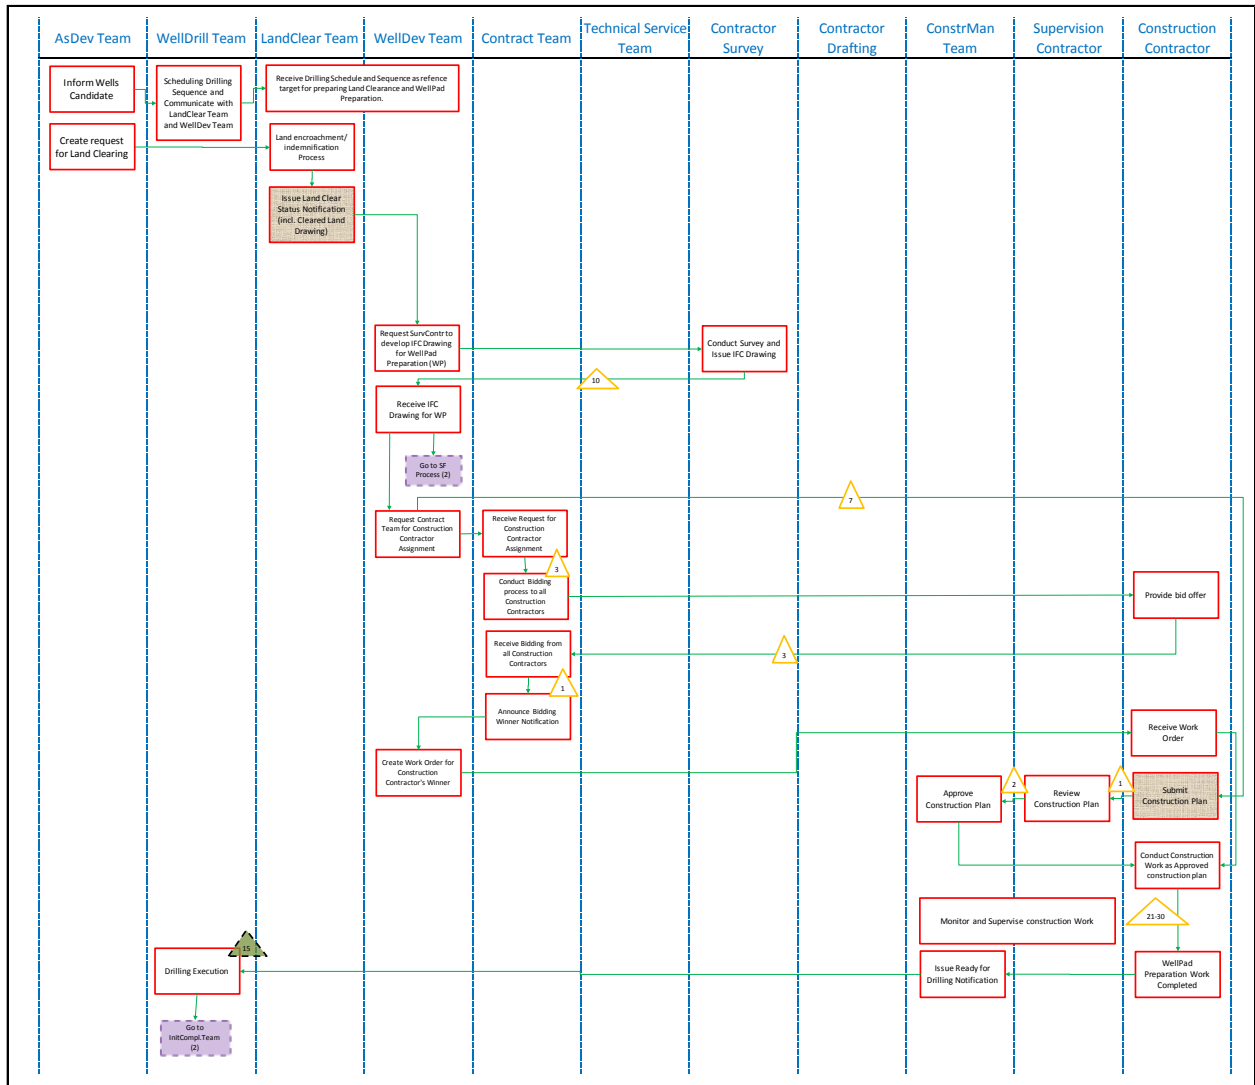 AsDev Team
WellDrill Team
LandClear Team
WellDev Team
Contract Team
Technical Service
Team
Contractor
Survey
Contractor
Drafting
ConstrMan
Team
Supervision
Contractor
Construction
Contractor
Inform Wells
Candidate
Scheduling Drilling
Sequence and
Communicate with
LandClear Team
and WellDev Team
Receive Drilling Schedule and Sequence as refence
target for preparing Land Clearance and WellPad
Preparation.
Create request
for Land Clearing
Land encroachment/
indemnification
Process
Issue Land Clear
Status Notification
(incl. Cleared Land
Drawing)
Request SurvContr to
develop IFC Drawing
for WellPad
Preparation (WP)
Conduct Survey and
Issue IFC Drawing
10
Receive IFC
Drawing for WP
Go to SF
Process (2)
7
Request Contract
Team for Construction
Contractor
Assignment
Receive Request for
Construction
Contractor
Assignment
3
Conduct Bidding
process to all
Construction
Contractors
Provide bid offer
Receive Bidding from
all Construction
Contractors
3
1
Announce Bidding
Winner Notification
Receive Work
Order
Create Work Order for
Construction
Contractor's Winner
Approve
Construction Plan
2
Review
Construction Plan
1
Submit
Construction Plan
Conduct Construction
Work as Approved
construction plan
Monitor and Supervise construction Work
21-30
15
Drilling Execution
Issue Ready for
Drilling Notification
WellPad
Preparation Work
Completed
Go to
InitCompl.Team
(2)